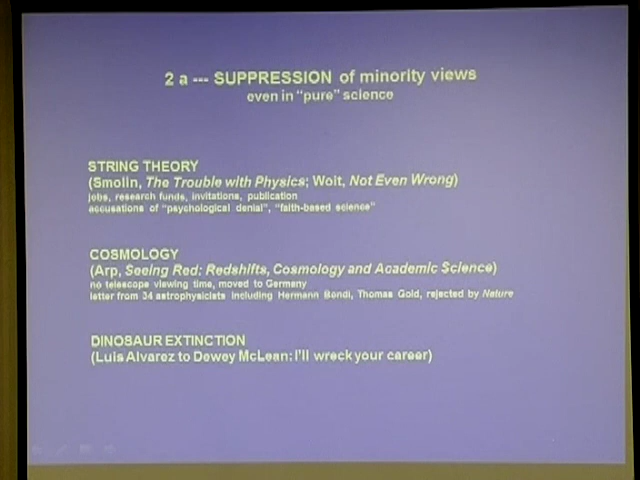 2 a --- SUPPRESSION of minority views
even in "pure" science
STRING THEORY
(Smolin, The Trouble with Physics; Woit, Not Even Wrong)
jobs, research funds, invitations, publication
accusations of "psychological denial", "faith-based science"
COSMOLOGY
(Arp, Seeing Red: Redshifts, Cosmology and Academic Science)
no telescope viewing time, moved to Germany
letter from 34 astrophysicists including Hermann Bondi, Thomas Gold, rejected by Nature
DINOSAUR EXTINCTION
(Luis Alvarez to Dewey McLean: I'll wreck your career)